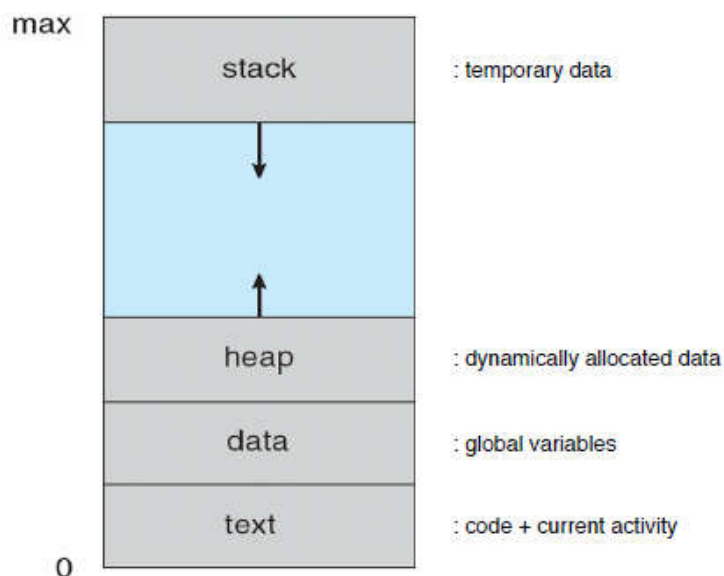 max
stack : temporary data
heap : dynamically allocated data
data : global variables
text : code + current activity
0